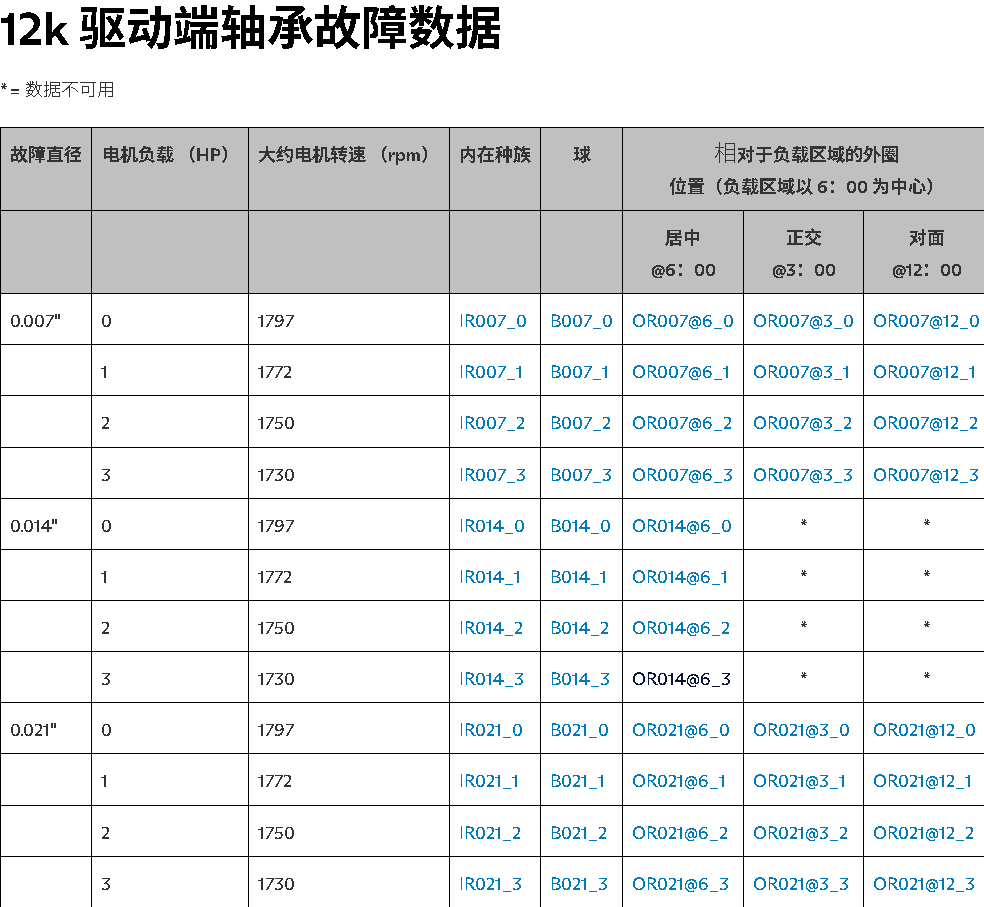 12k 驱动端轴承故障数据
*= 数据不可用
故障直径 电机负载 （HP） 大约电机转速 （rpm） 内在种族 球 相对于负载区域的外圈
位置（负载区域以 6：00 为中心）
居中 正交 对面
@6：00 @3：00 @12：00
0.007" 0 1797 IR007_0 B007_0 OR007@6_0 OR007@3_0 OR007@12_0
1 1772 IR007_1 B007_1 OR007@6_1 OR007@3_1 OR007@12_1
2 1750 IR007_2 B007_2 OR007@6_2 OR007@3_2 OR007@12_2
3 1730 IR007_3 B007_3 OR007@6_3 OR007@3_3 OR007@12_3
0.014" 0 1797 IR014_0 B014_0 OR014@6_0 * *
1 1772 IR014_1 B014_1 OR014@6_1 * *
2 1750 IR014_2 B014_2 OR014@6_2 * *
3 1730 IR014_3 B014_3 OR014@6_3 * *
0.021" 0 1797 IR021_0 B021_0 OR021@6_0 OR021@3_0 OR021@12_0
1 1772 IR021_1 B021_1 OR021@6_1 OR021@3_1 OR021@12_1
2 1750 IR021_2 B021_2 OR021@6_2 OR021@3_2 OR021@12_2
3 1730 IR021_3 B021_3 OR021@6_3 OR021@3_3 OR021@12_3